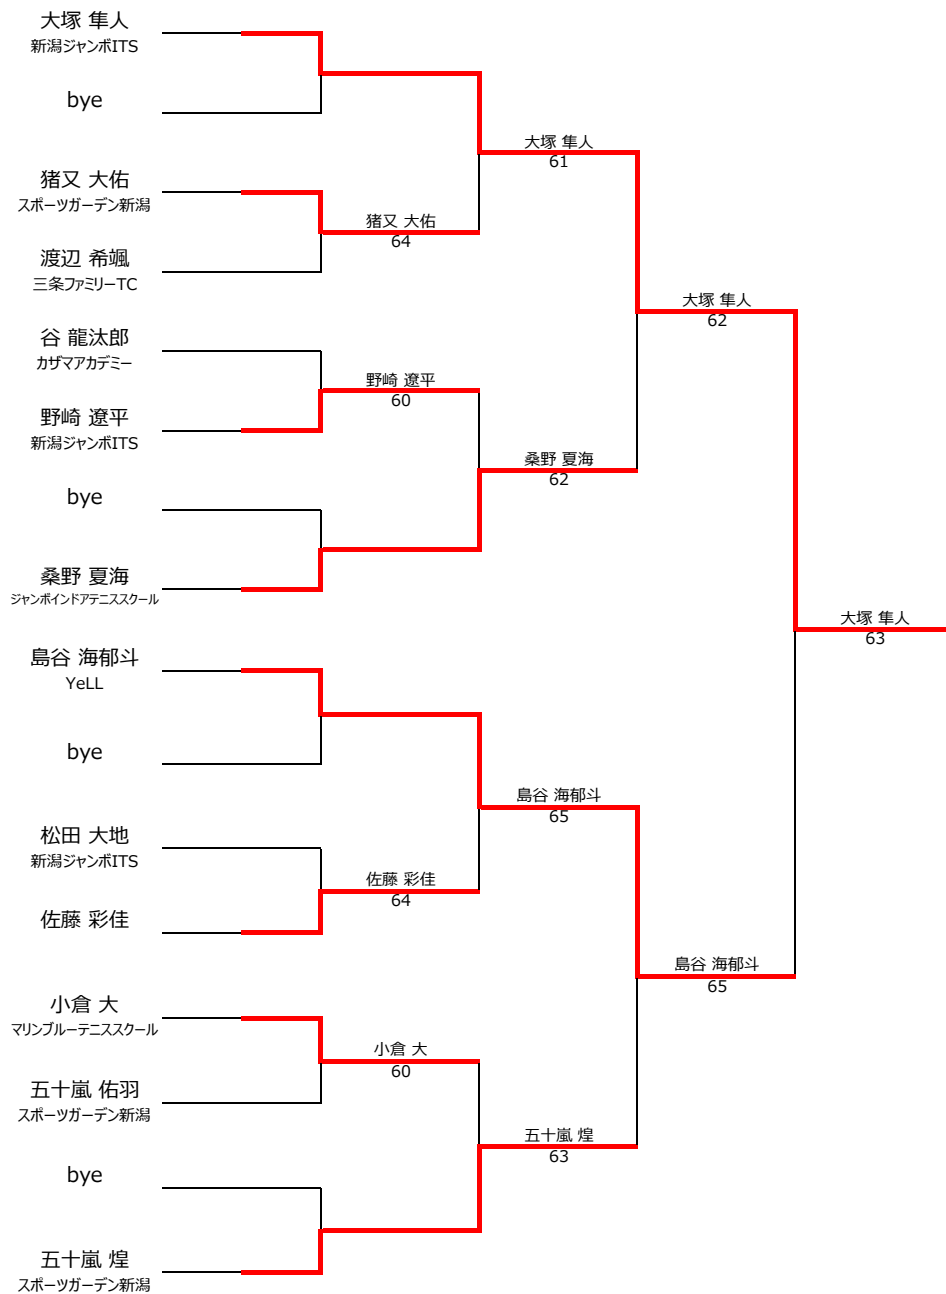 大塚 隼人
新潟ジャンボITS
bye
猪又 大佑
スポーツガーデン新潟
渡辺 希颯
三条ファミリーTC
谷 龍汰郎
カザマアカデミー
野崎 遼平
新潟ジャンボITS
bye
桑野 夏海
ジャンボインドアテニススクール
島谷 海郁斗
YeLL
bye
松田 大地
新潟ジャンボITS
佐藤 彩佳
小倉 大
マリンブルーテニススクール
五十嵐 佑羽
スポーツガーデン新潟
bye
五十嵐 煌
スポーツガーデン新潟
猪又 大佑
64
野崎 遼平
60
佐藤 彩佳
64
小倉 大
60
大塚 隼人
61
桑野 夏海
62
島谷 海郁斗
65
五十嵐 煌
63
大塚 隼人
62
島谷 海郁斗
65
大塚 隼人
63